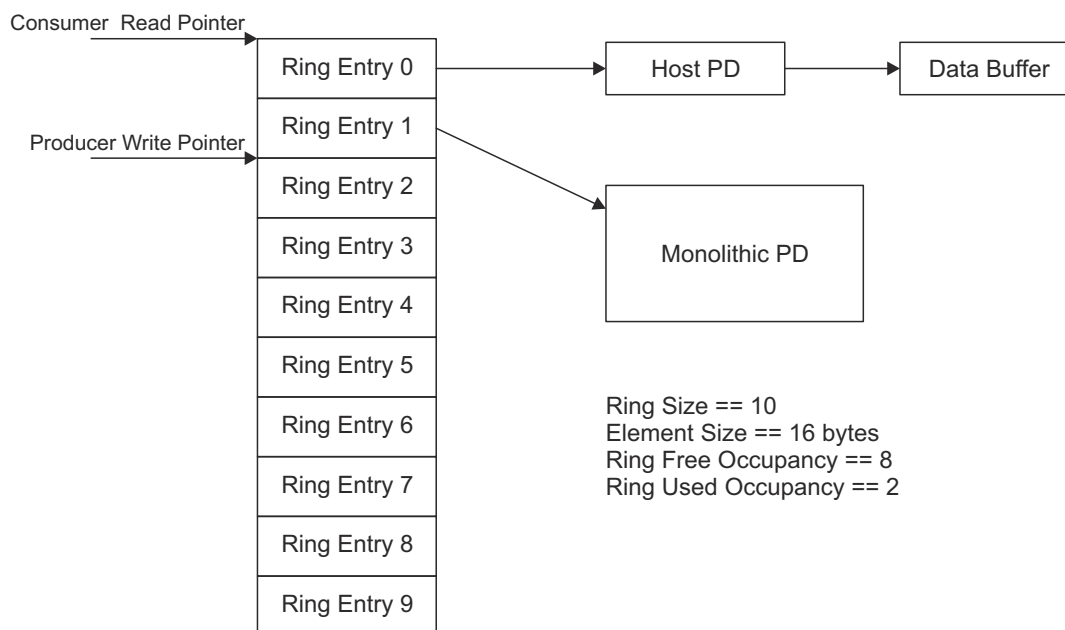 Consumer Read Pointer
Ring Entry 0
Host PD
Data Buffer
Ring Entry 1
Producer Write Pointer
Ring Entry 2
Ring Entry 3
Monolithic PD
Ring Entry 4
Ring Entry 5
Ring Entry 6
Ring Entry 7
Ring Entry 8
Ring Entry 9
Ring Size == 10
Element Size == 16 bytes
Ring Free Occupancy == 8
Ring Used Occupancy == 2